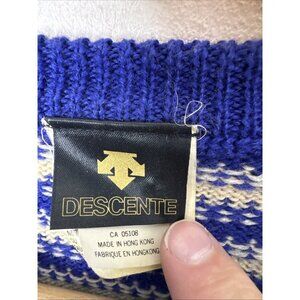 DESCENTE
CA 05108
MADE IN HONG KONG
FABRIQUE EN HONGKONG